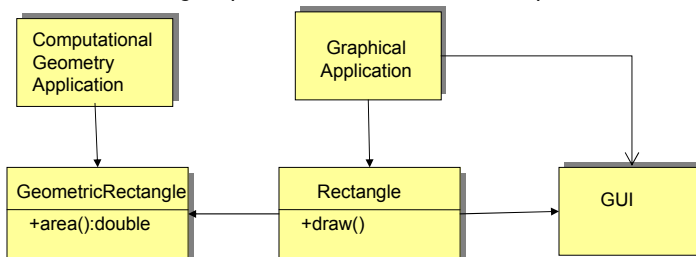 Computational
Geometry
Application
Graphical
Application
GeometricRectangle
+area():double
Rectangle
+draw()
GUI